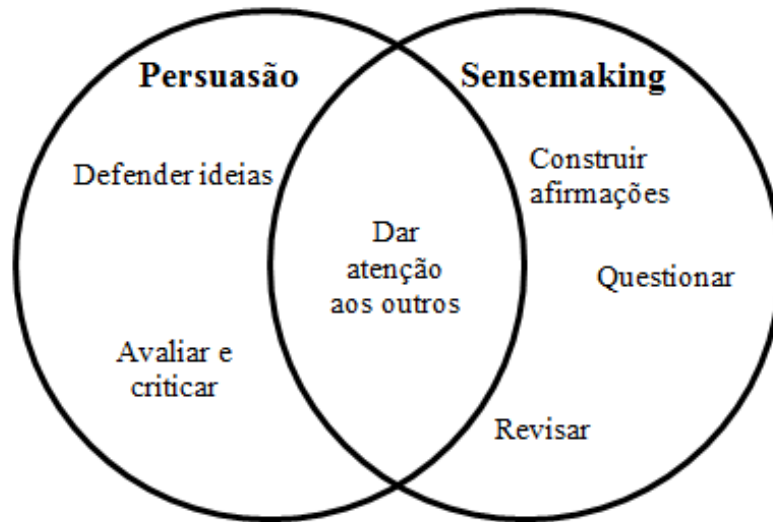 Persuasão
Sensemaking
Defender ideias
Construir
afirmações
Dar
atenção
aos outros
Questionar
Avaliar e
criticar
Revisar